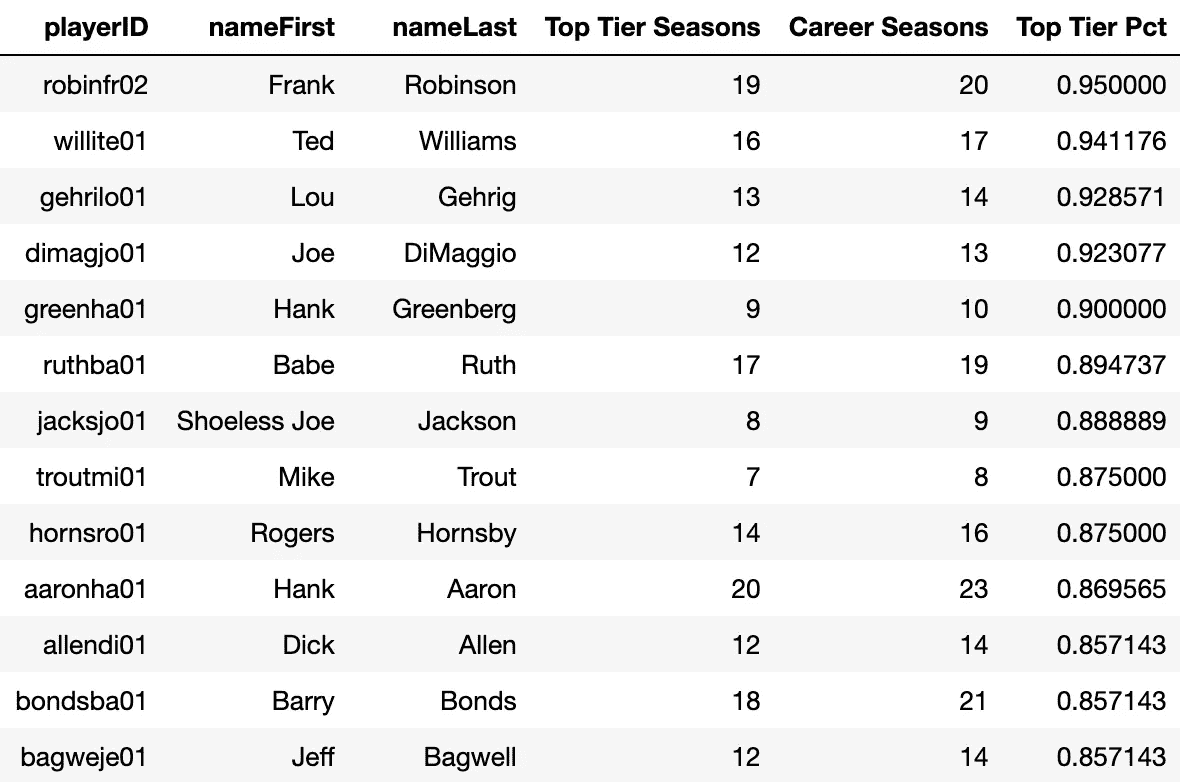 playerID nameFirst nameLast Top Tier Seasons Career Seasons Top Tier Pct
robinfr02 Frank Robinson 19 20 0.950000
willite01 Ted Williams 16 17 0.941176
gehrilo01 Lou Gehrig 13 14 0.928571
dimagjo01 Joe DiMaggio 12 13 0.923077
greenha01 Hank Greenberg 9 10 0.900000
ruthba01 Babe Ruth 17 19 0.894737
jacksjo01 Shoeless Joe Jackson 8 9 0.888889
troutmi01 Mike Trout 7 8 0.875000
hornsro01 Rogers Hornsby 14 16 0.875000
aaronha01 Hank Aaron 20 23 0.869565
allendi01 Dick Allen 12 14 0.857143
bondsba01 Barry Bonds 18 21 0.857143
bagweje01 Jeff Bagwell 12 14 0.857143